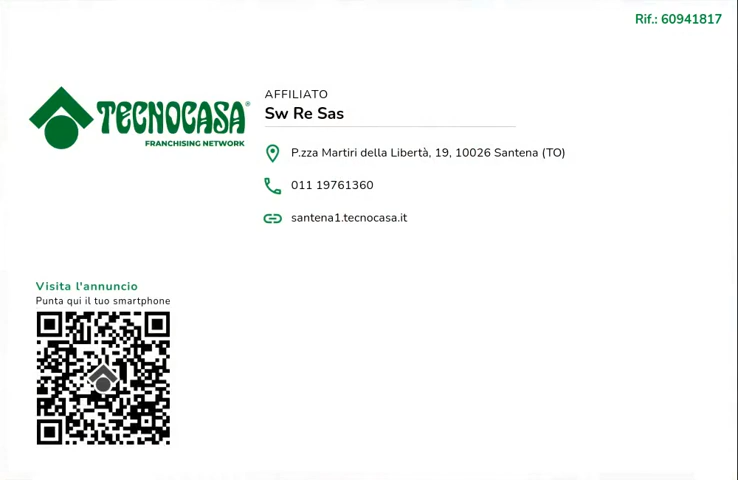 Rif.: 60941817
TECNOCASA®
FRANCHISING NETWORK
AFFILIATO
Sw Re Sas
P.zza Martiri della Libertà, 19, 10026 Santena (TO)
011 19761360
santena1.tecnocasa.it
Visita l'annuncio
Punta qui il tuo smartphone